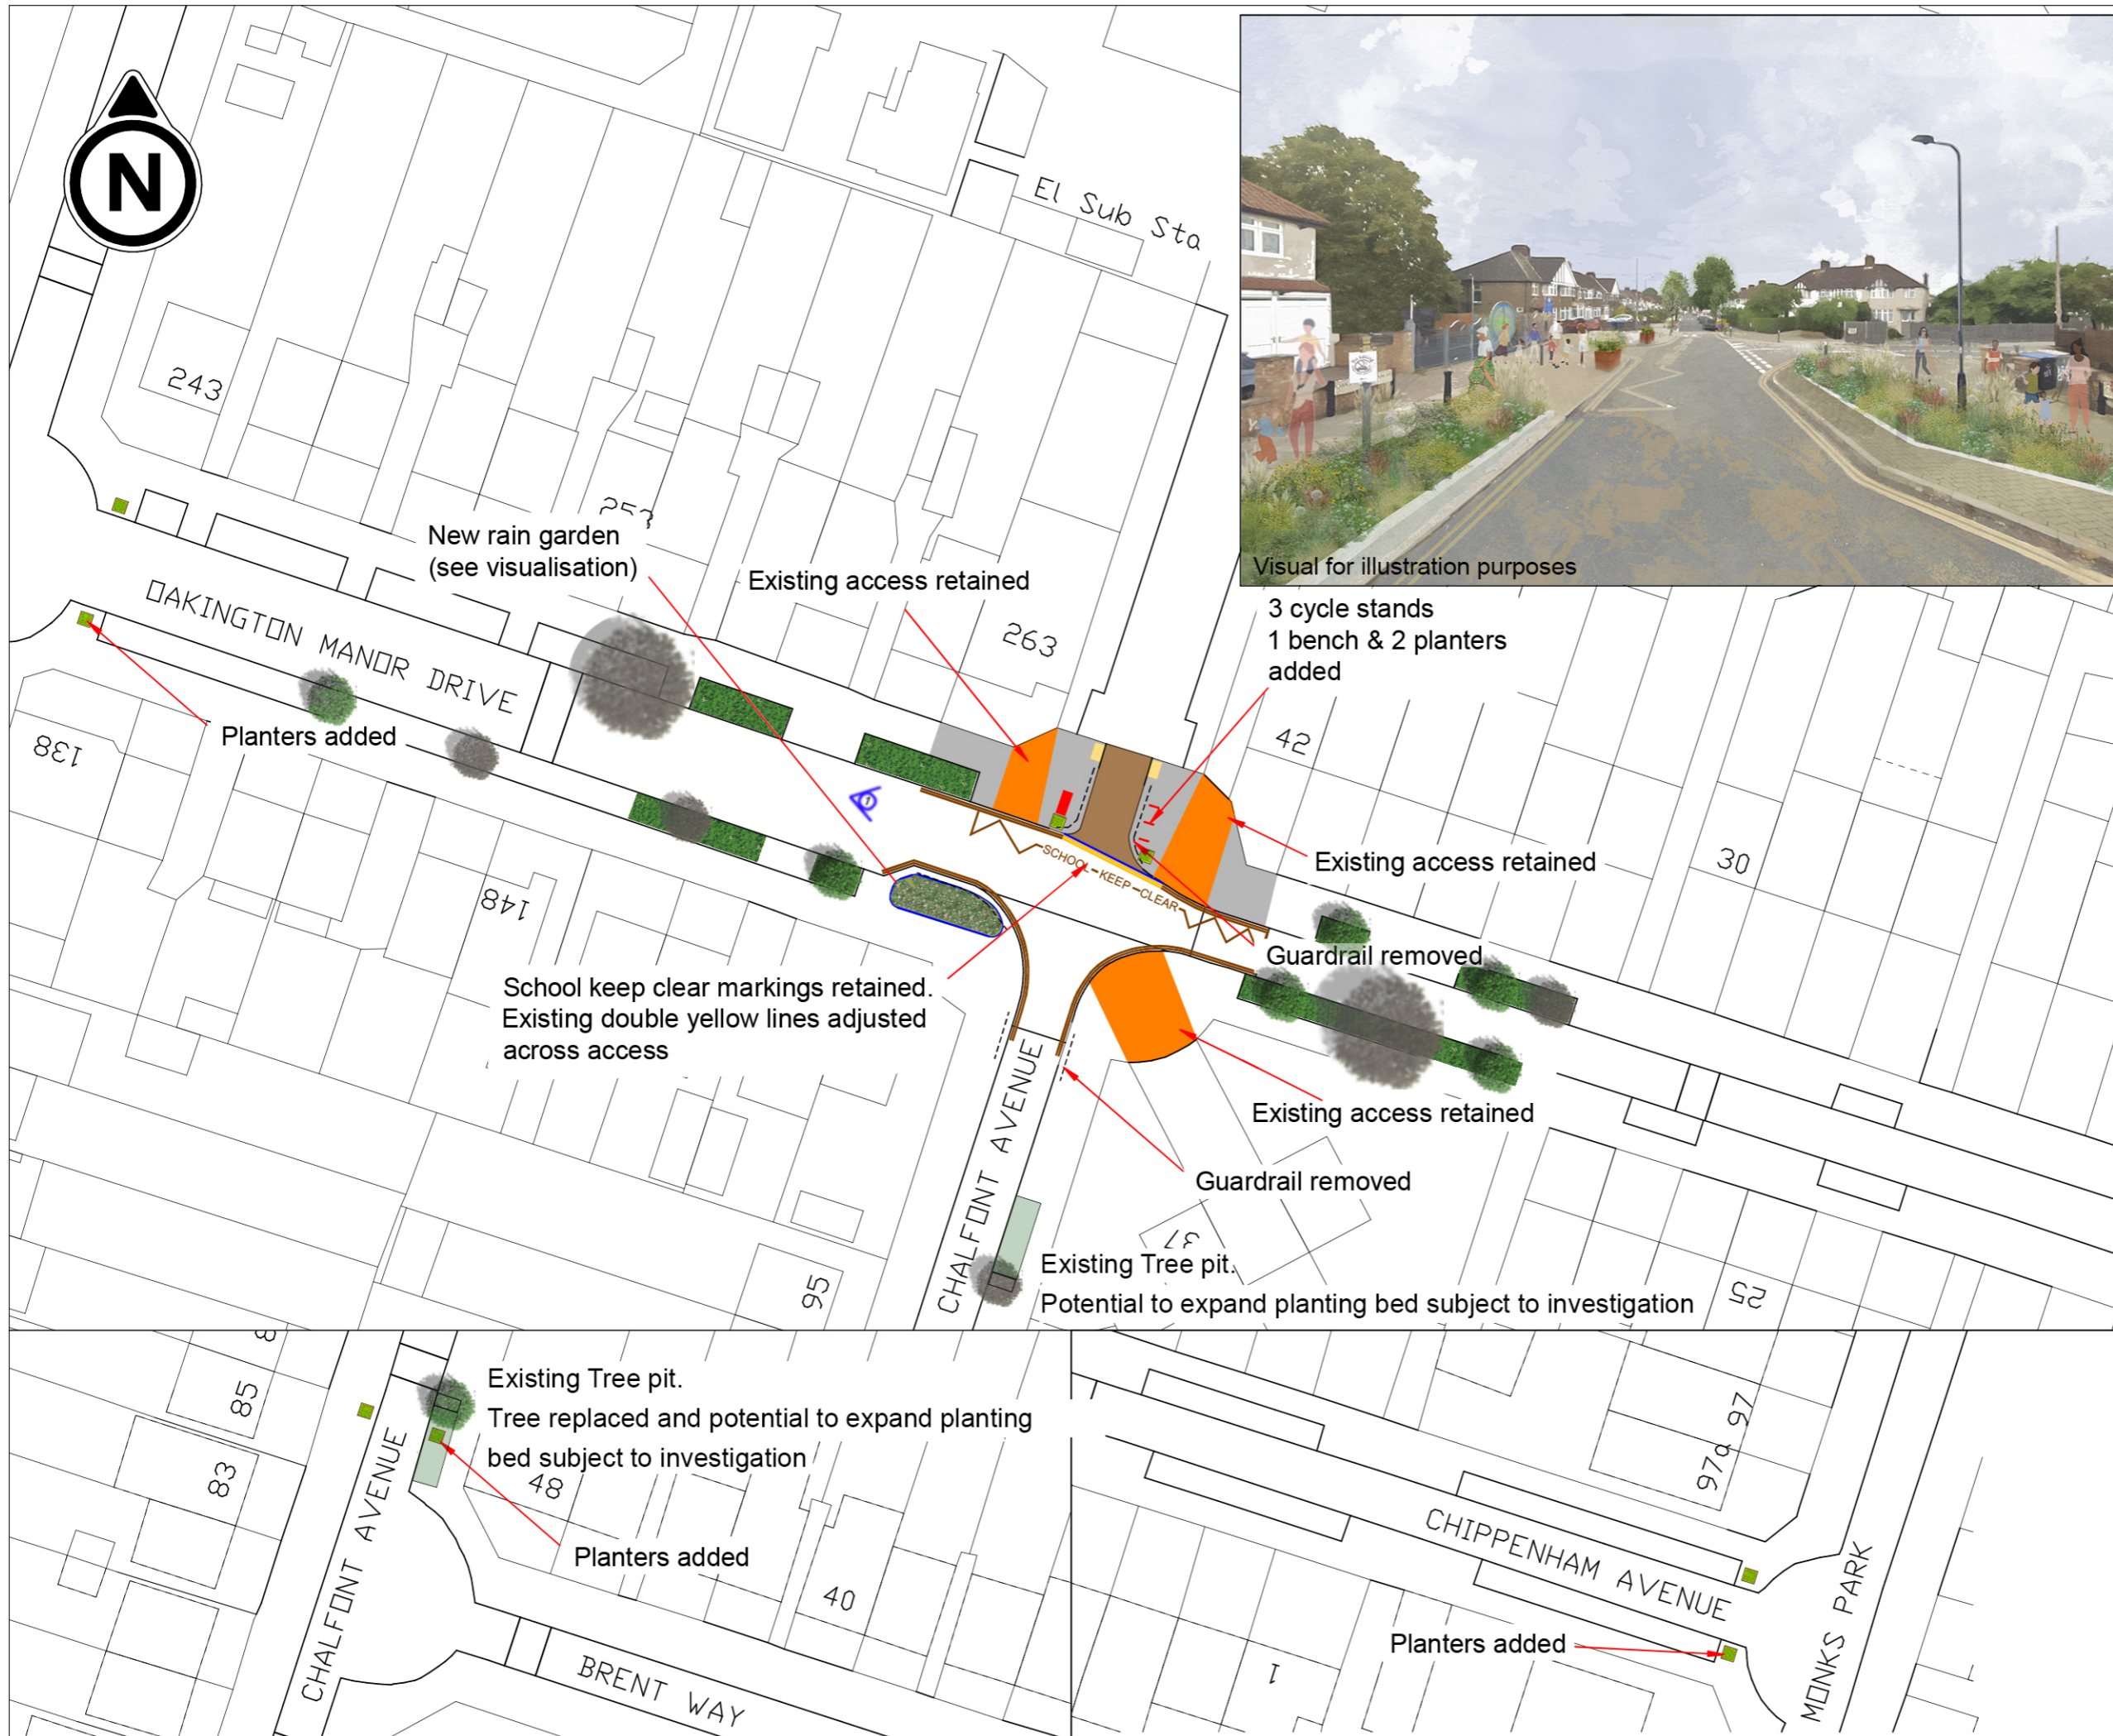 N
El Sub Sta
243
253
New rain garden
(see visualisation)
Existing access retained
Visual for illustration purposes
3 cycle stands
1 bench & 2 planters
added
263
OAKINGTON MANOR DRIVE
Planters added
138
42
30
148
SCHOOL KEEP CLEAR
Existing access retained
Guardrail removed
School keep clear markings retained.
Existing double yellow lines adjusted
across access
CHALFONT AVENUE
Existing access retained
Guardrail removed
37
Existing Tree pit.
Potential to expand planting bed subject to investigation
95
25
8
85
83
Existing Tree pit.
Tree replaced and potential to expand planting
bed subject to investigation
48
Planters added
40
CHALFONT AVENUE
BRENT WAY
97
97a
CHIPPENHAM AVENUE
Planters added
1
MONKS PARK